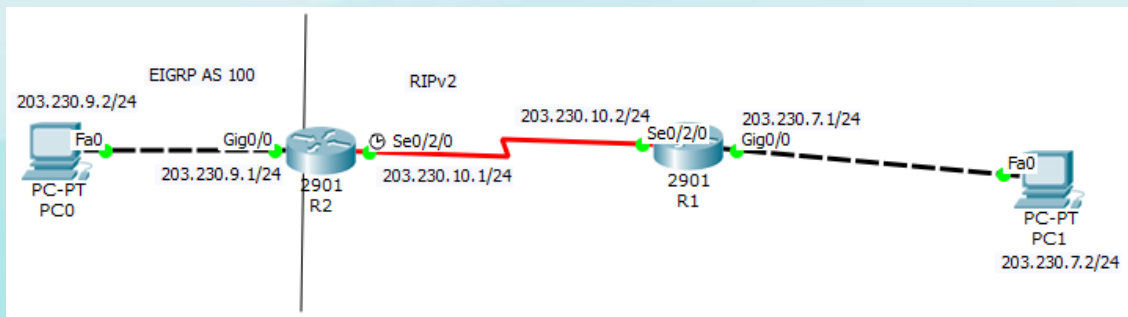 EIGRP AS 100
RIPv2
203.230.9.2/24
203.230.10.2/24
203.230.7.1/24
Fa0
Gig0/0
Se0/2/0
Se0/2/0
Gig0/0
203.230.9.1/24
203.230.10.1/24
Fa0
PC-PT
PC0
2901
R2
2901
R1
PC-PT
PC1
203.230.7.2/24